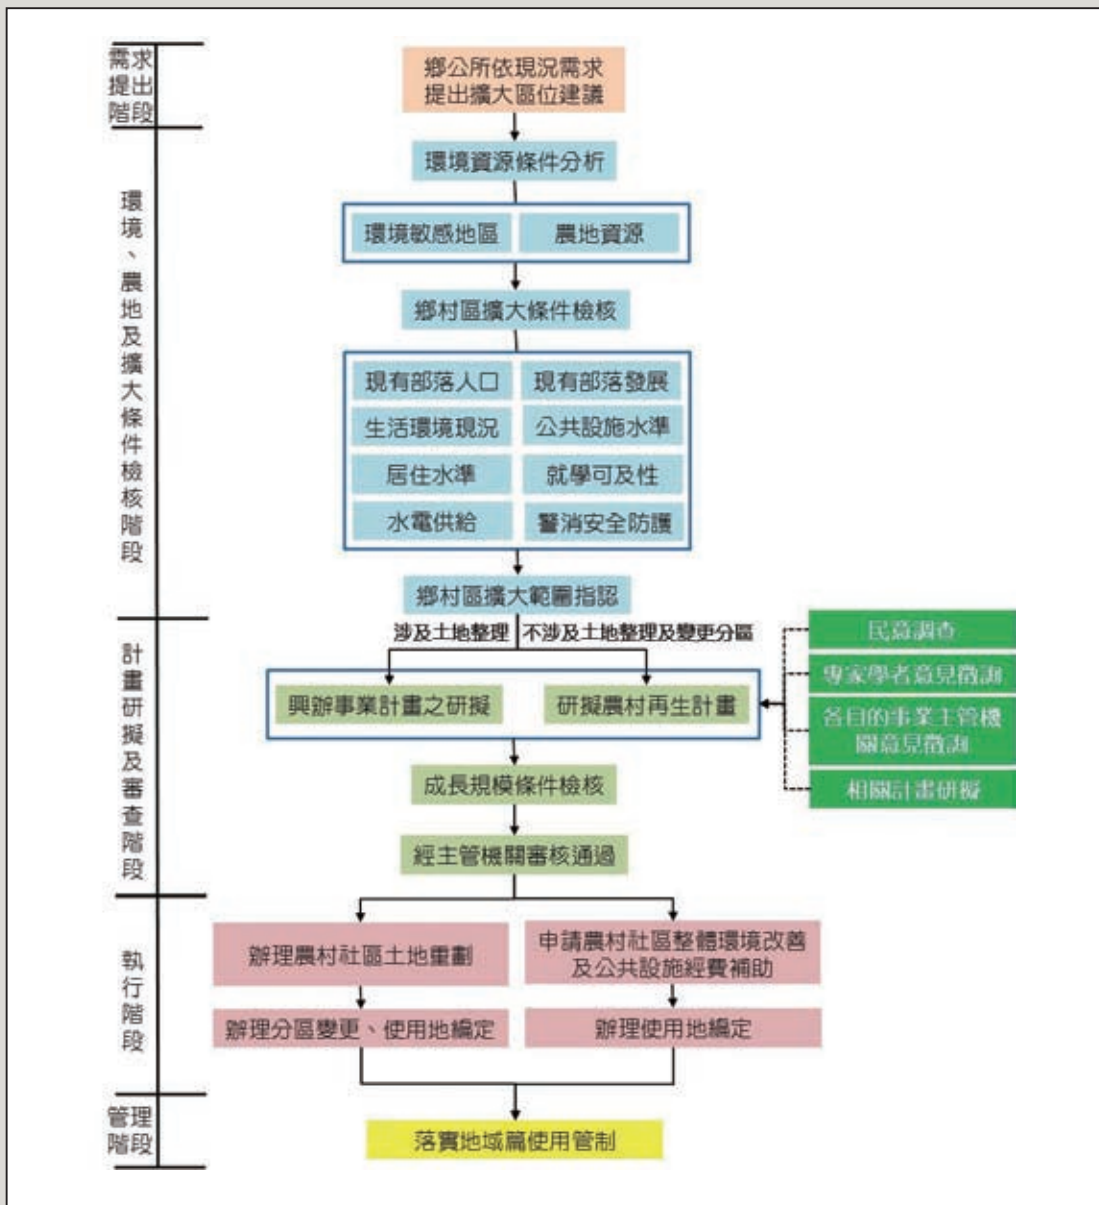 需求
提出
階段
鄉公所依現況需求
提出擴大區位建議
環境、農地及擴大條件檢核階段
環境資源條件分析
環境敏感地區
農地資源
鄉村區擴大條件檢核
現有部落人口
現有部落發展
生活環境現況
公共設施水準
居住水準
就學可及性
水電供給
警消安全防護
鄉村區擴大範圍指認
計畫研擬及審查階段
涉及土地整理
不涉及土地整理及變更分區
興辦事業計畫之研擬
研擬農村再生計畫
民意調查
專家學者意見徵詢
各目的事業主管機
關意見徵詢
相關計畫研擬
成長規模條件檢核
經主管機關審核通過
執行階段
辦理農村社區土地重劃
申請農村社區整體環境改善
及公共設施經費補助
辦理分區變更、使用地編定
辦理使用地編定
管理
階段
落實地域篇使用管制